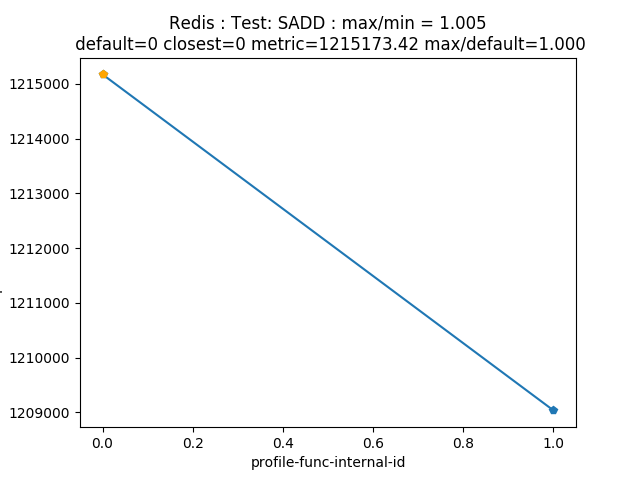 Redis : Test: SADD : max/min = 1.005
default=0 closest=0 metric=1215173.42 max/default=1.000
1215000
1214000
1213000
1212000
1211000
1210000
1209000
0.0 0.2 0.4 0.6 0.8 1.0
profile-func-internal-id